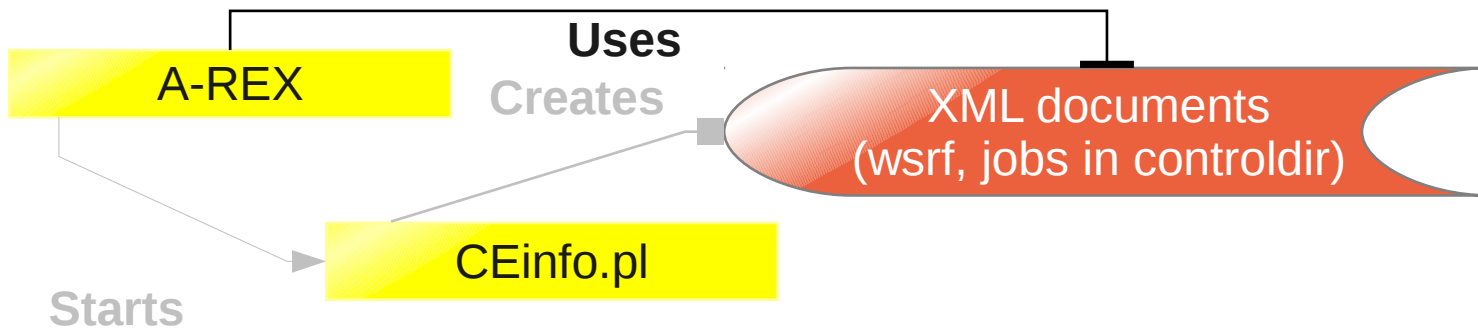 Uses
A-REX
Creates
XML documents
(wsrf, jobs in controldir)
CEinfo.pl
Starts